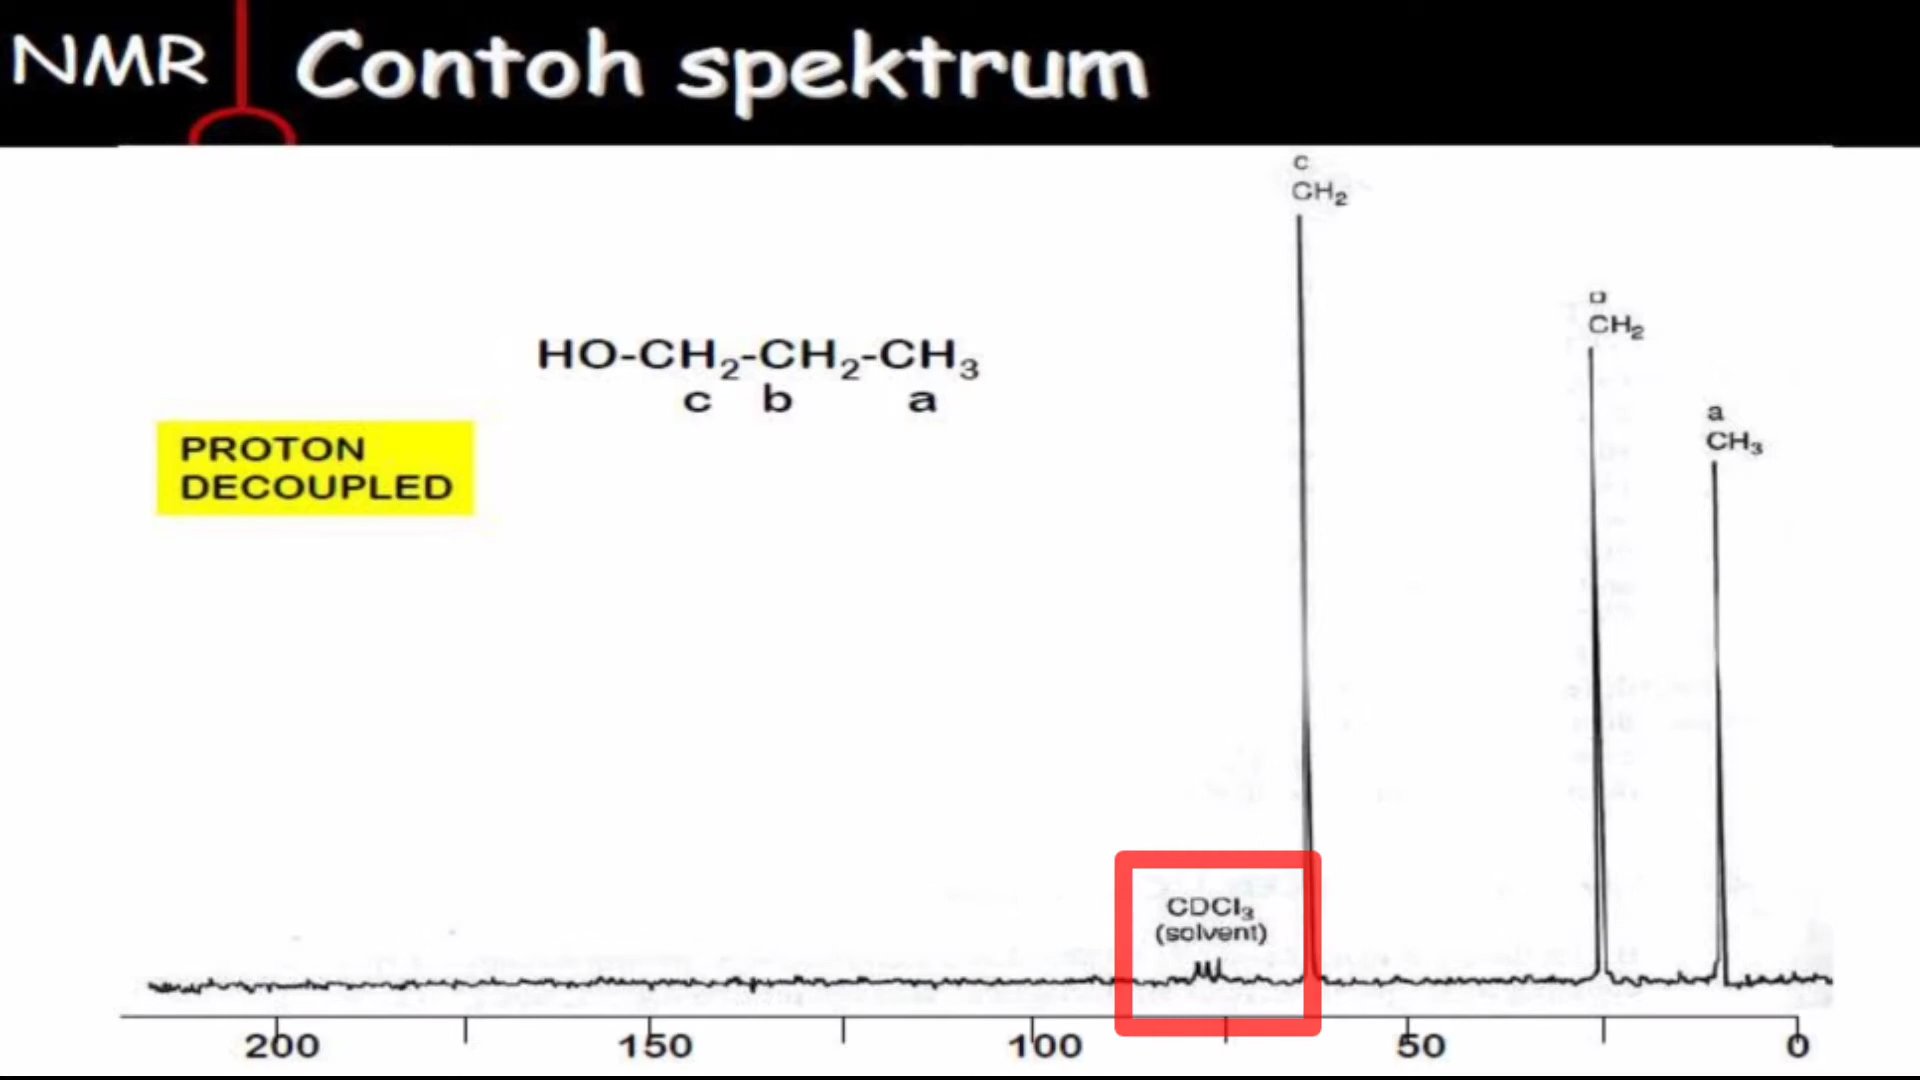 NMR
Contoh spektrum
c
CH₂
b
CH₂
HO-CH₂-CH₂-CH₃
c b a
a
CH₃
PROTON
DECOUPLED
CDCl₃
(solvent)
200 150 100 50 0